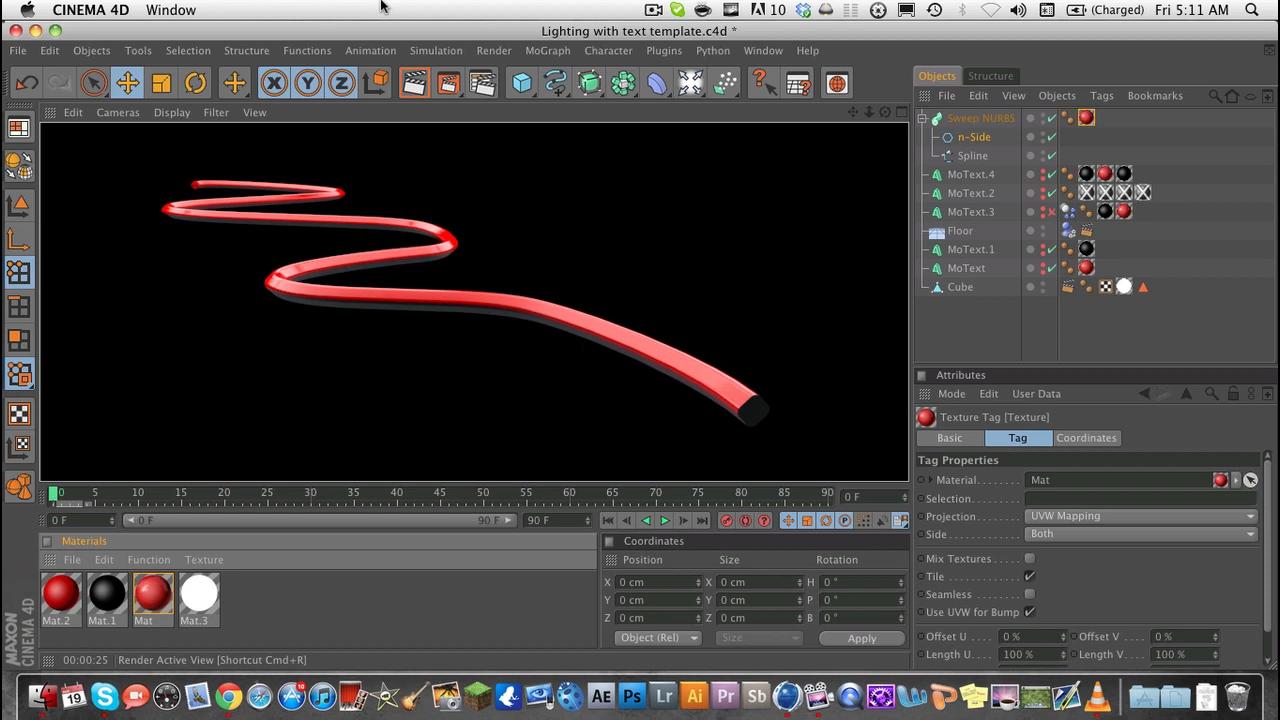 CINEMA 4D Window 10 (Charged) Fri 5:11 AM
Lighting with text template.c4d *
File Edit Objects Tools Selection Structure Functions Animation Simulation Render MoGraph Character Plugins Python Window Help
X Y Z
Objects Structure
File Edit View Objects Tags Bookmarks
Edit Cameras Display Filter View
Sweep NURBS
n-Side
Spline
MoText.4
MoText.2
MoText.3
Floor
MoText.1
MoText
Cube
Attributes
Mode Edit User Data
Texture Tag [Texture]
Basic Tag Coordinates
Tag Properties
Material Mat
Selection
Projection UVW Mapping
Side Both
Mix Textures
Tile
Seamless
Use UVW for Bump
Offset U 0 % Offset V 0 %
Length U 100 % Length V 100 %
0 5 10 15 20 25 30 35 40 45 50 55 60 65 70 75 80 85 90 0 F
0 F 0 F 90 F 90 F
Materials
File Edit Function Texture
Mat.2 Mat.1 Mat Mat.3
Coordinates
Position Size Rotation
X 0 cm X 0 cm H 0 °
Y 0 cm Y 0 cm P 0 °
Z 0 cm Z 0 cm B 0 °
Object (Rel) Size Apply
MAXON CINEMA 4D
00:00:25 Render Active View [Shortcut Cmd+R]
19 10 Ae Ps Lr Ai Pr Sb